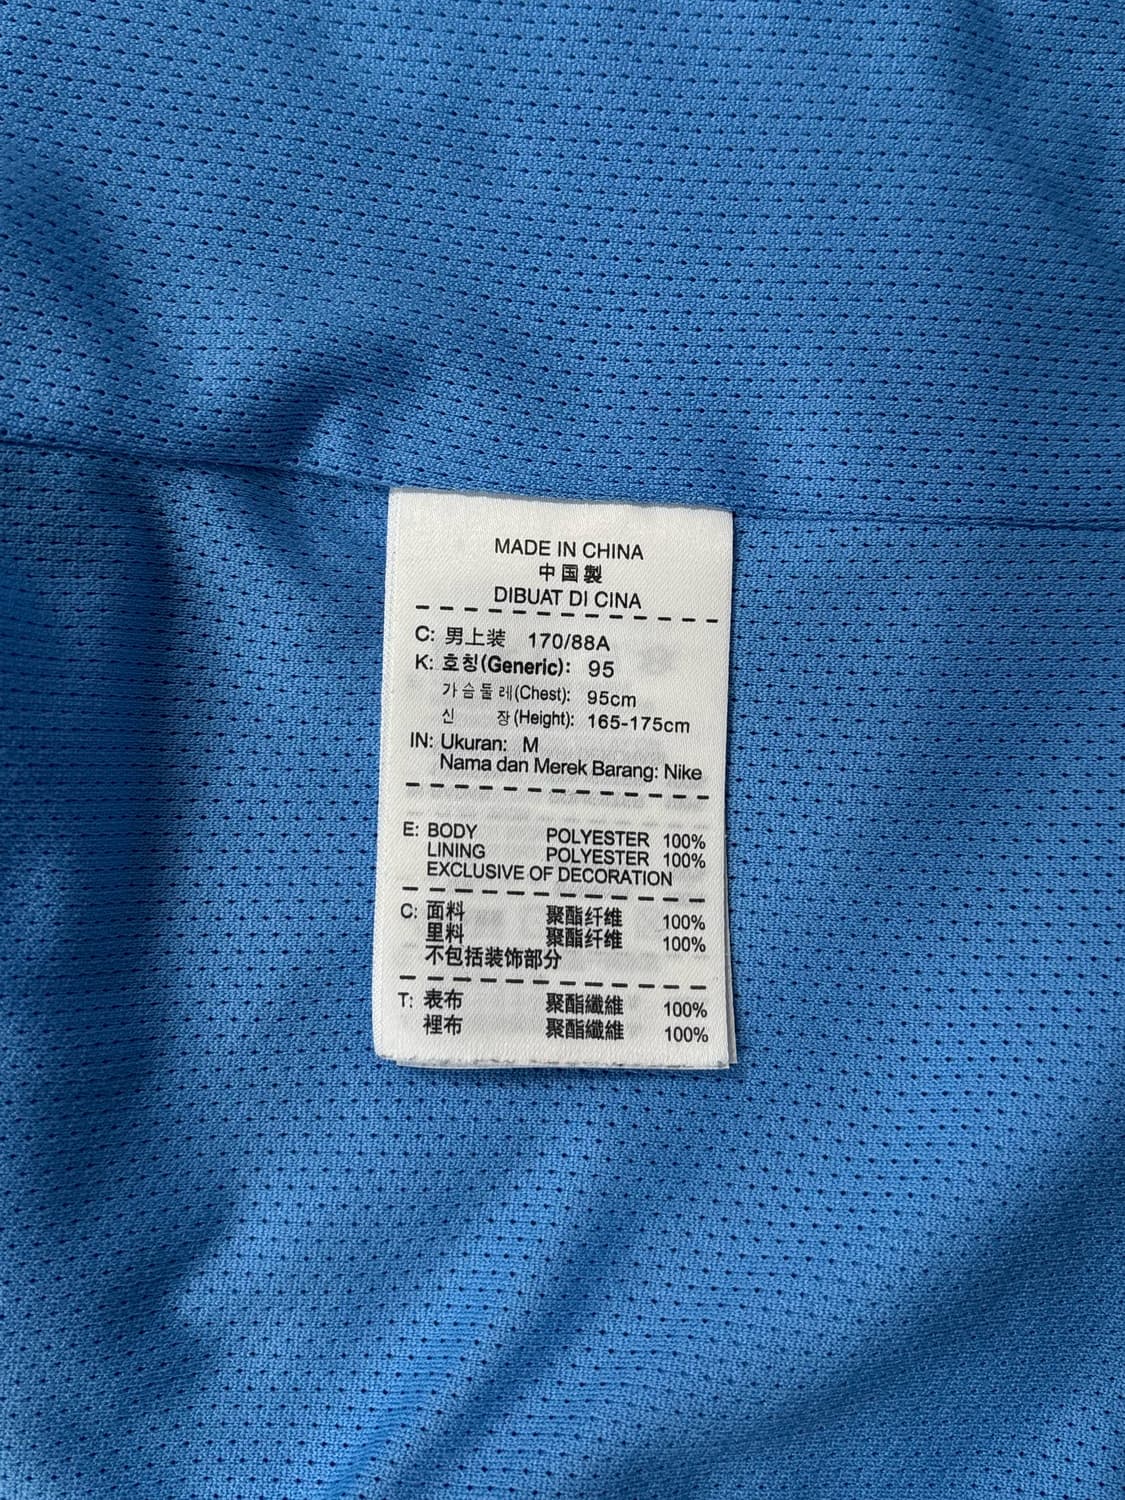 MADE IN CHINA
中国製
DIBUAT DI CINA
C: 男上装 170/88A
K: 호칭(Generic): 95
가슴둘레(Chest): 95cm
신 장(Height): 165-175cm
IN: Ukuran: M
Nama dan Merek Barang: Nike
E: BODY POLYESTER 100%
LINING POLYESTER 100%
EXCLUSIVE OF DECORATION
C: 面料 聚酯纤维 100%
里料 聚酯纤维 100%
不包括装饰部分
T: 表布 聚酯纖維 100%
裡布 聚酯纖維 100%